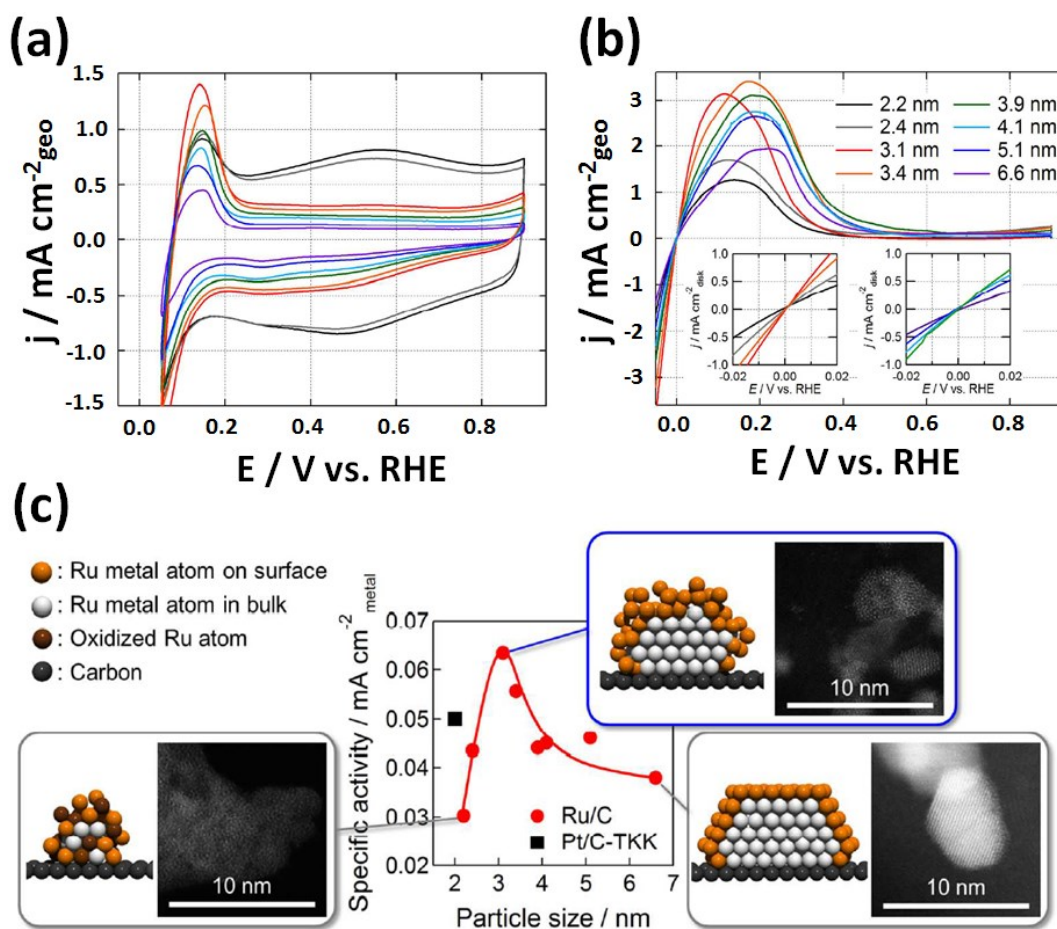 (a)
j / mA cm⁻²geo
1.5
1.0
0.5
0.0
-0.5
-1.0
-1.5
0.0 0.2 0.4 0.6 0.8
E / V vs. RHE
(b)
j / mA cm⁻²geo
3
2
1
0
-1
-2
-3
2.2 nm 3.9 nm
2.4 nm 4.1 nm
3.1 nm 5.1 nm
3.4 nm 6.6 nm
j / mA cm⁻²disk
1.0
0.5
0.0
-0.5
-1.0
-0.02 0.00 0.02
E / V vs. RHE
j / mA cm⁻²disk
1.0
0.5
0.0
-0.5
-1.0
-0.02 0.00 0.02
E / V vs. RHE
0.0 0.2 0.4 0.6 0.8
E / V vs. RHE
(c)
: Ru metal atom on surface
: Ru metal atom in bulk
: Oxidized Ru atom
: Carbon
10 nm
Specific activity / mA cm⁻²metal
0.07
0.06
0.05
0.04
0.03
0.02
Ru/C
Pt/C-TKK
2 3 4 5 6 7
Particle size / nm
10 nm
10 nm